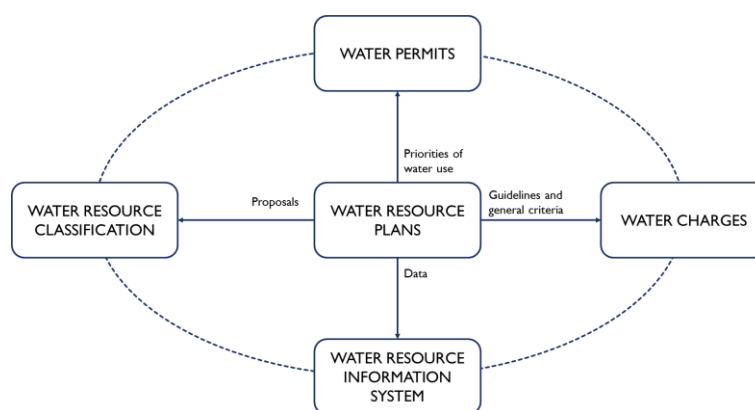 WATER PERMITS
Priorities of
water use
WATER RESOURCE
CLASSIFICATION
Proposals
WATER RESOURCE
PLANS
Guidelines and
general criteria
WATER CHARGES
Data
WATER RESOURCE
INFORMATION
SYSTEM